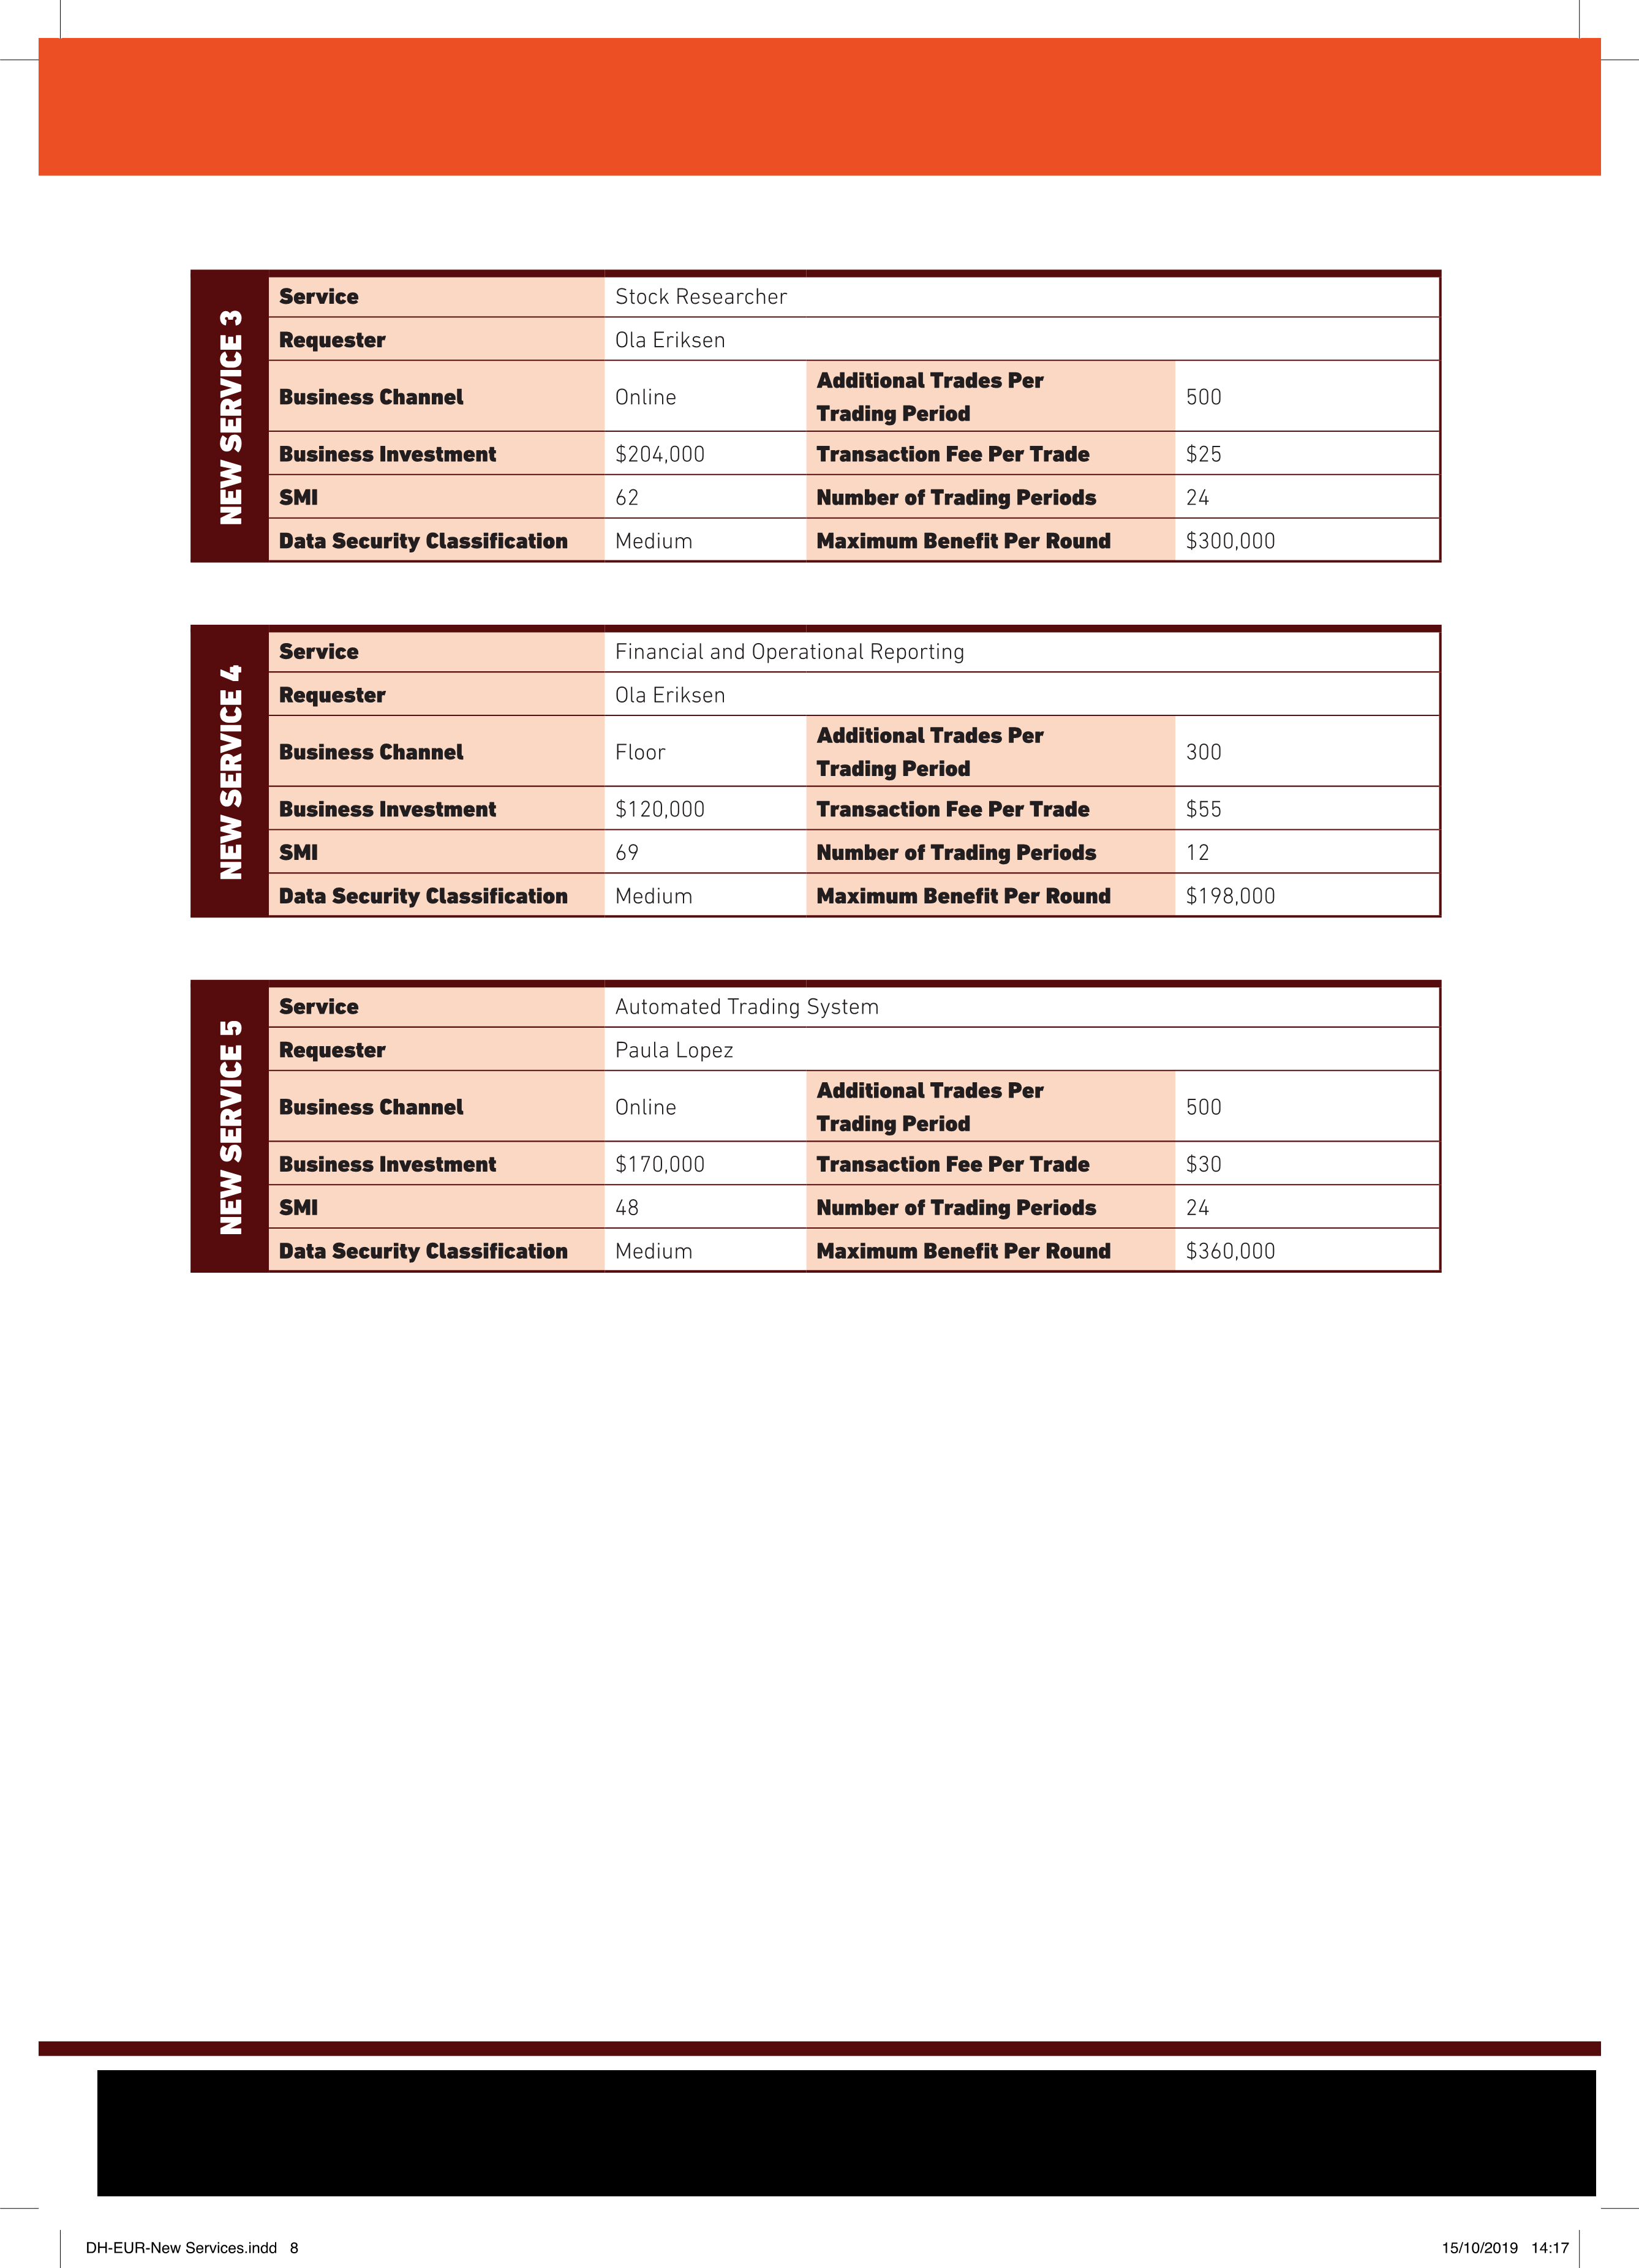 NEW SERVICE 3
Service Stock Researcher
Requester Ola Eriksen
Business Channel Online Additional Trades Per Trading Period 500
Business Investment $204,000 Transaction Fee Per Trade $25
SMI 62 Number of Trading Periods 24
Data Security Classification Medium Maximum Benefit Per Round $300,000
NEW SERVICE 4
Service Financial and Operational Reporting
Requester Ola Eriksen
Business Channel Floor Additional Trades Per Trading Period 300
Business Investment $120,000 Transaction Fee Per Trade $55
SMI 69 Number of Trading Periods 12
Data Security Classification Medium Maximum Benefit Per Round $198,000
NEW SERVICE 5
Service Automated Trading System
Requester Paula Lopez
Business Channel Online Additional Trades Per Trading Period 500
Business Investment $170,000 Transaction Fee Per Trade $30
SMI 48 Number of Trading Periods 24
Data Security Classification Medium Maximum Benefit Per Round $360,000
DH-EUR-New Services.indd 8 15/10/2019 14:17